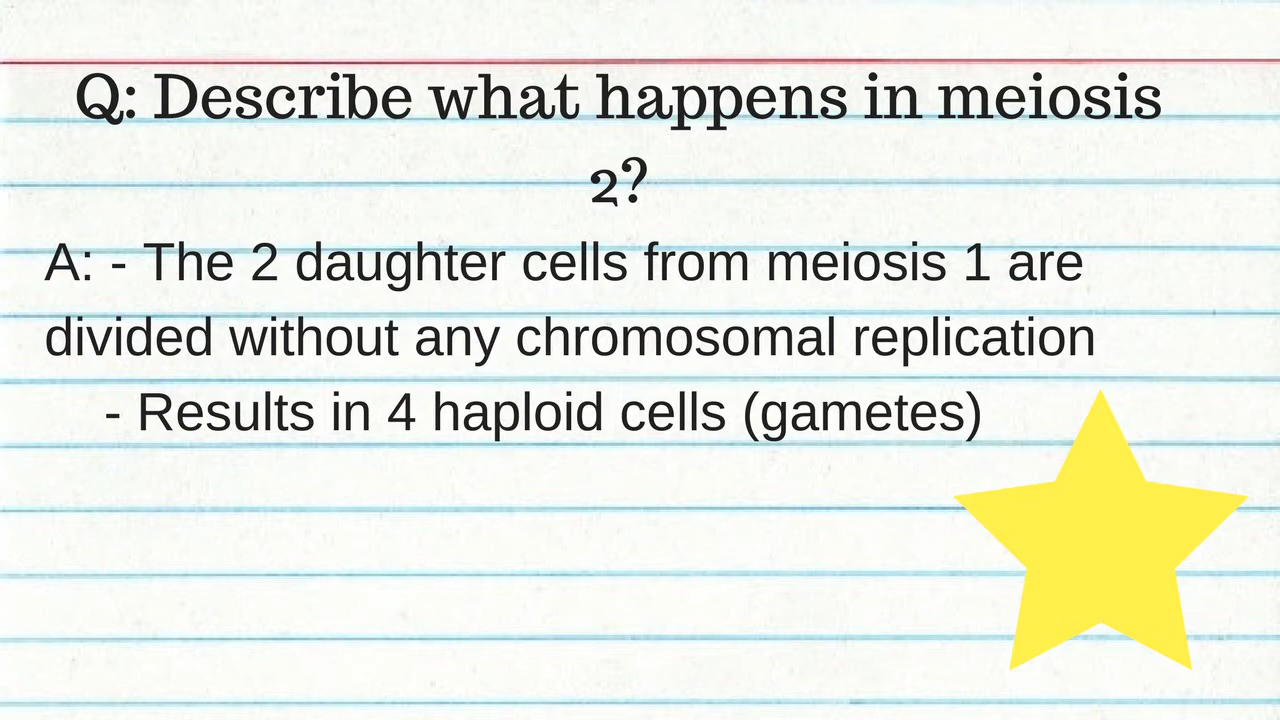 Q: Describe what happens in meiosis
2?
A: - The 2 daughter cells from meiosis 1 are
divided without any chromosomal replication
- Results in 4 haploid cells (gametes)